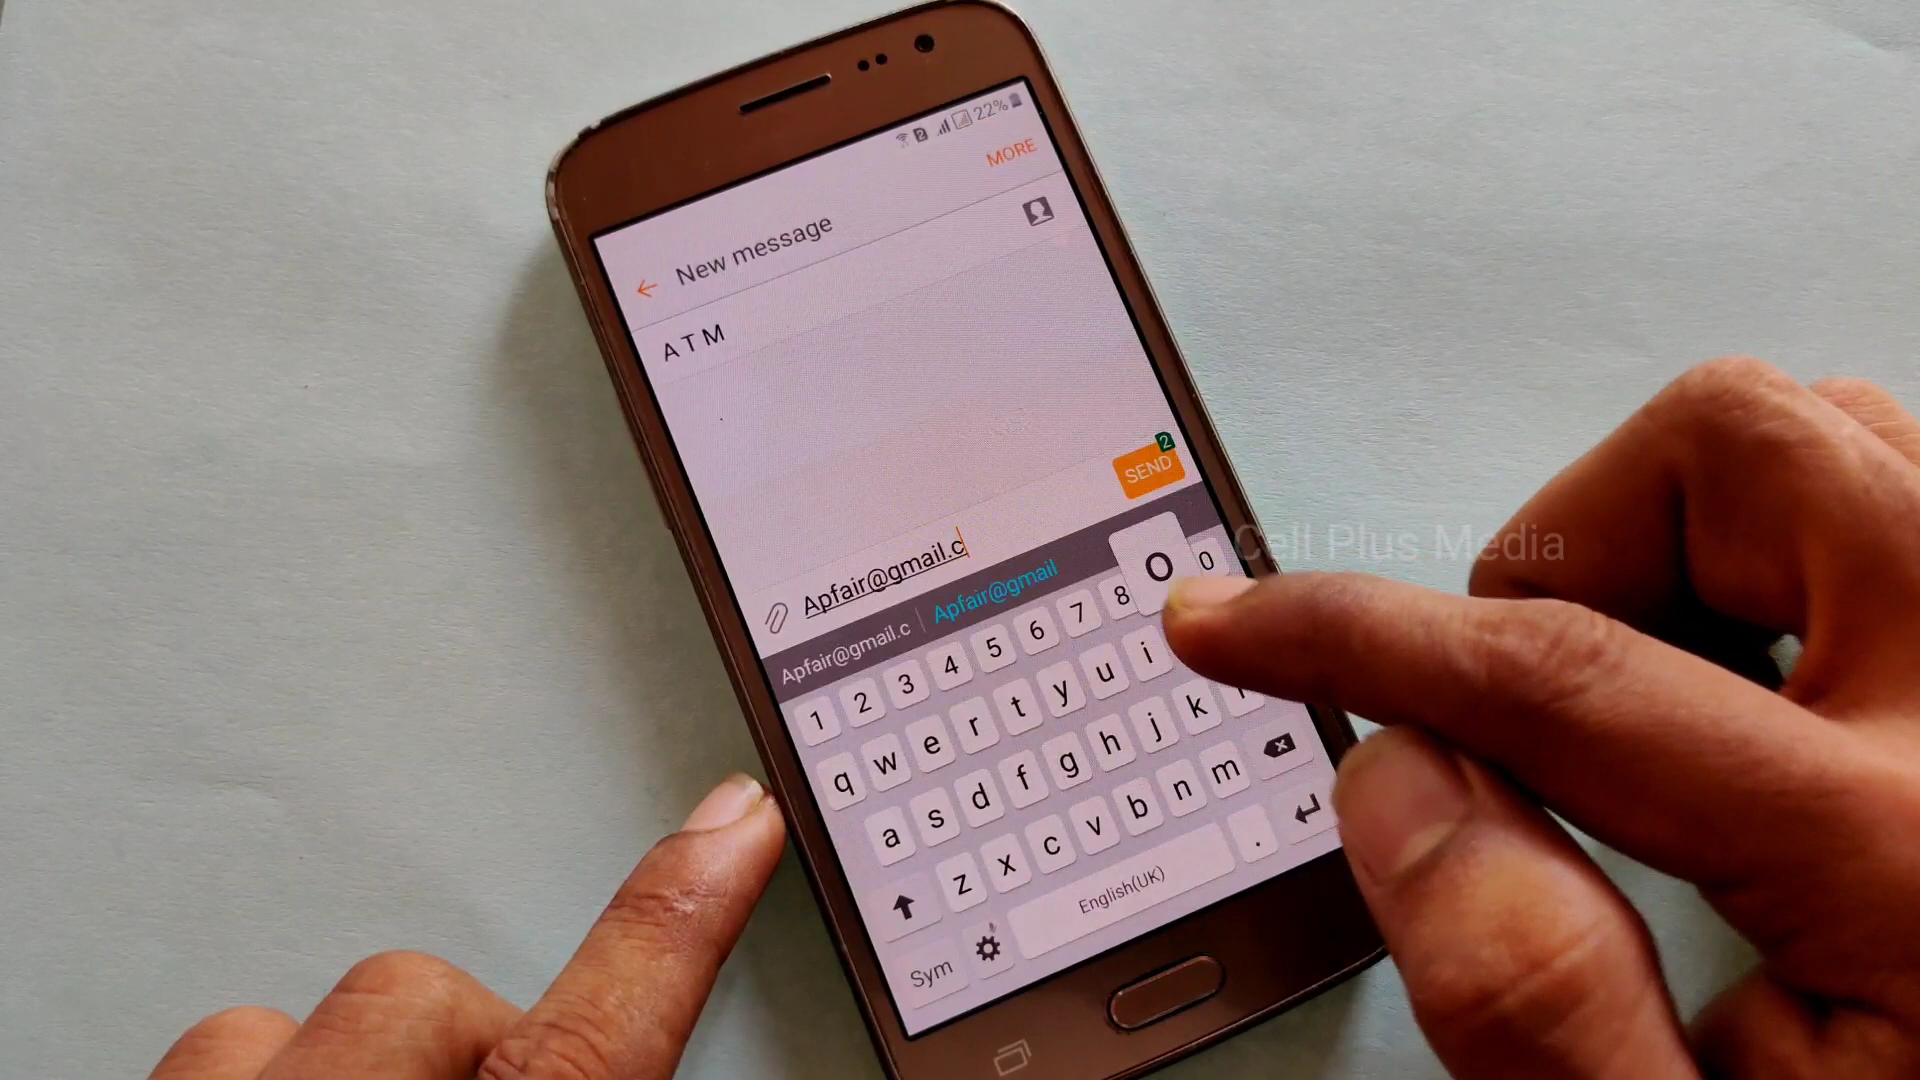 22%
MORE
New message
A T M
2
SEND
Apfair@gmail.c
Apfair@gmail.c Apfair@gmail
O
1 2 3 4 5 6 7 8 0
q w e r t y u i
a s d f g h j k
z x c v b n m
Sym English(UK) .
Cell Plus Media